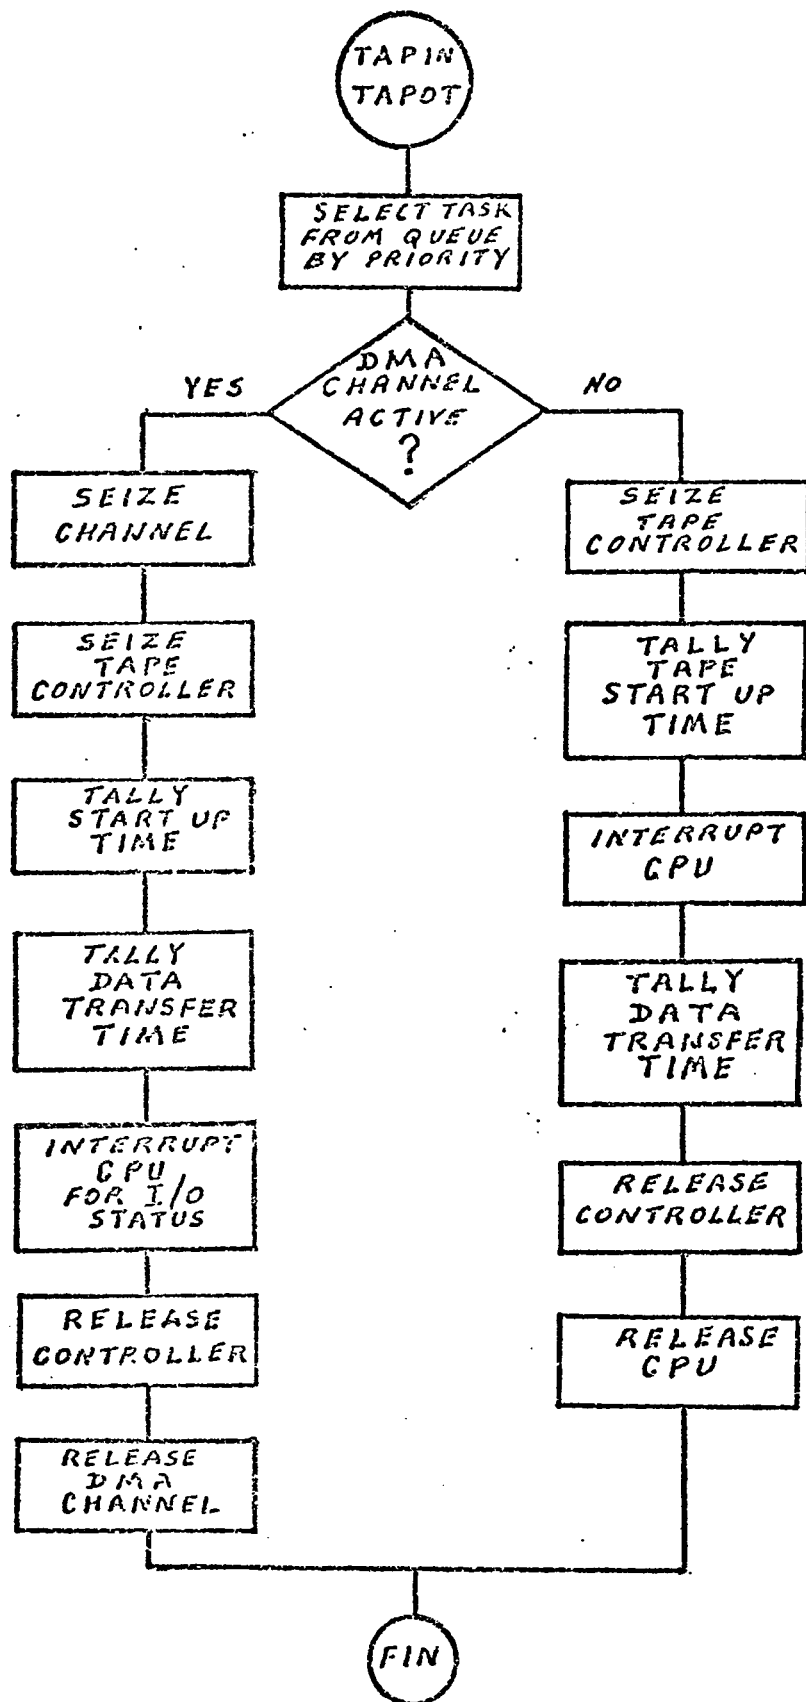 TAPIN
TAPOT
SELECT TASK
FROM QUEUE
BY PRIORITY
DMA
CHANNEL
ACTIVE
?
YES
NO
SEIZE
CHANNEL
SEIZE
TAPE
CONTROLLER
TALLY
START UP
TIME
TALLY
DATA
TRANSFER
TIME
INTERRUPT
CPU
FOR I/O
STATUS
RELEASE
CONTROLLER
RELEASE
DMA
CHANNEL
SEIZE
TAPE
CONTROLLER
TALLY
TAPE
START UP
TIME
INTERRUPT
CPU
TALLY
DATA
TRANSFER
TIME
RELEASE
CONTROLLER
RELEASE
CPU
FIN